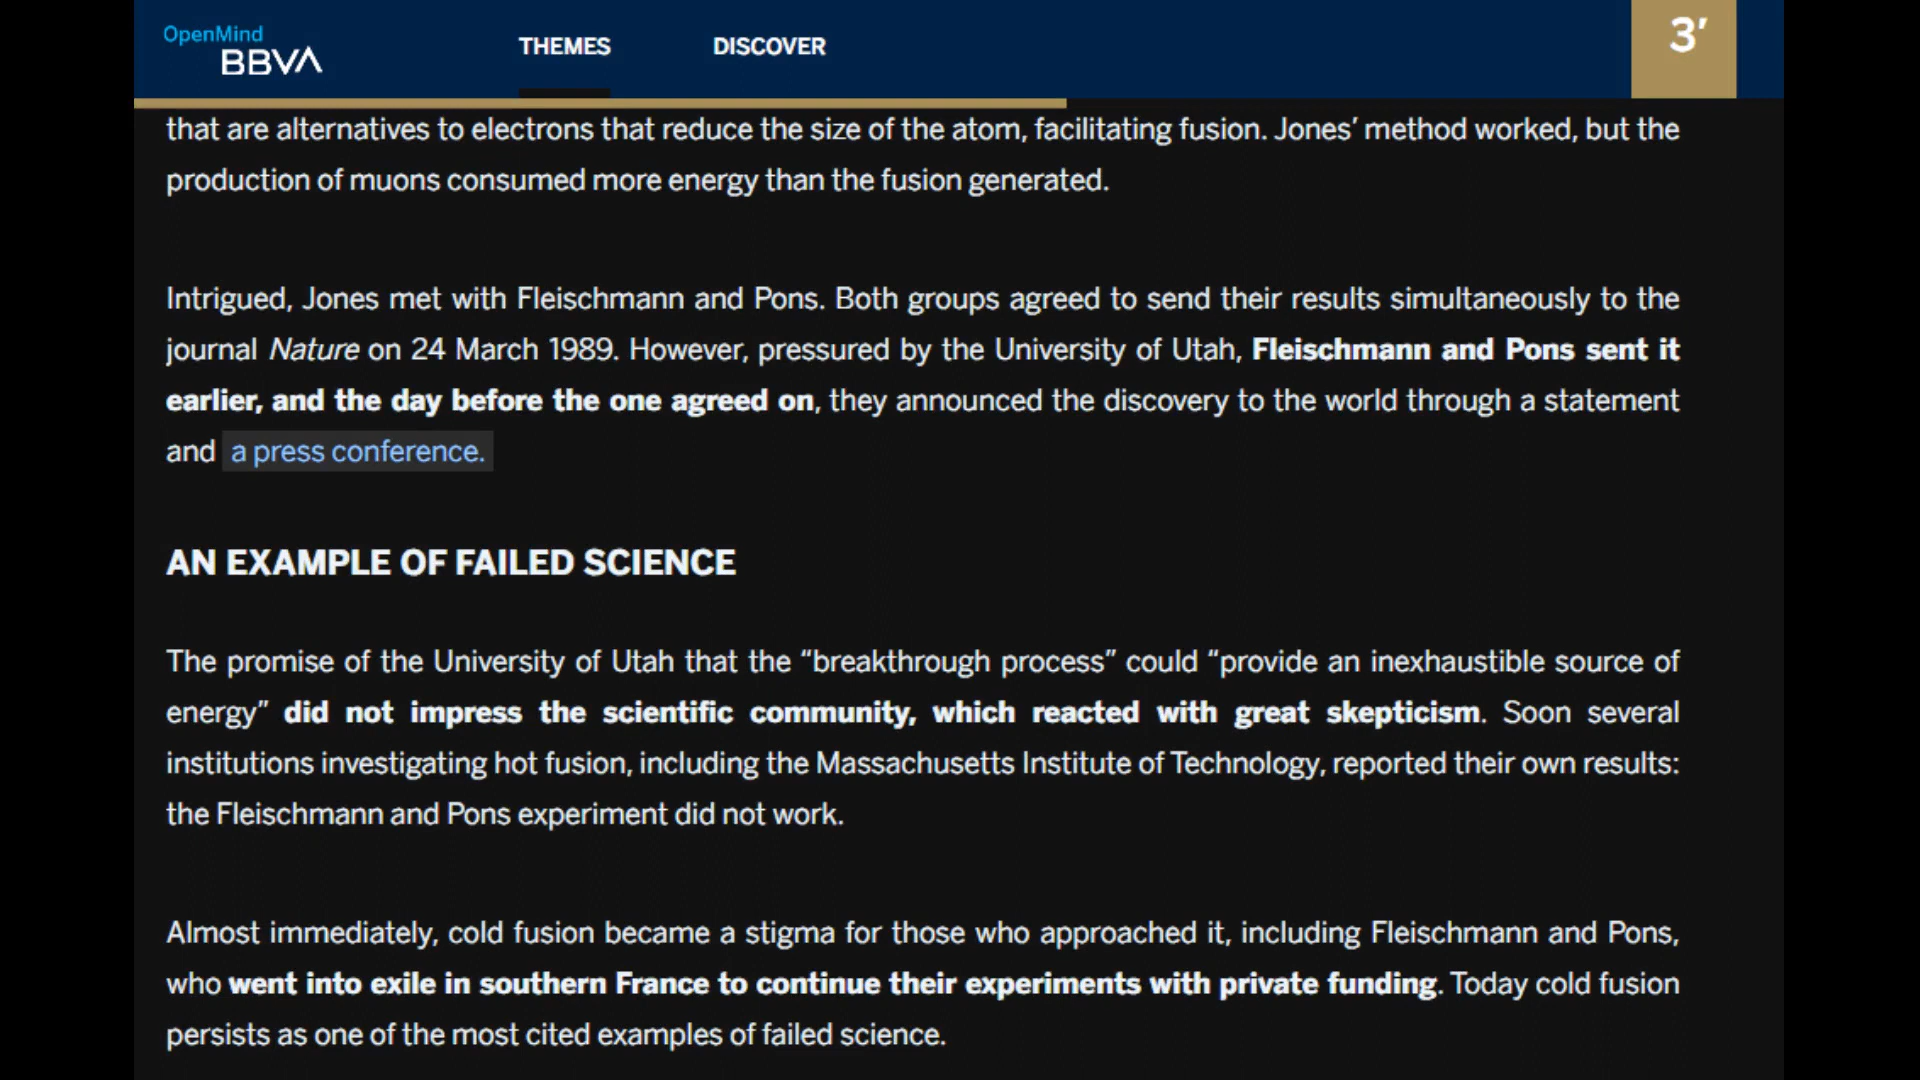 OpenMind
BBVA
THEMES
DISCOVER
3′
that are alternatives to electrons that reduce the size of the atom, facilitating fusion. Jones’ method worked, but the
production of muons consumed more energy than the fusion generated.
Intrigued, Jones met with Fleischmann and Pons. Both groups agreed to send their results simultaneously to the
journal Nature on 24 March 1989. However, pressured by the University of Utah, Fleischmann and Pons sent it
earlier, and the day before the one agreed on, they announced the discovery to the world through a statement
and a press conference.
AN EXAMPLE OF FAILED SCIENCE
The promise of the University of Utah that the “breakthrough process” could “provide an inexhaustible source of
energy” did not impress the scientific community, which reacted with great skepticism. Soon several
institutions investigating hot fusion, including the Massachusetts Institute of Technology, reported their own results:
the Fleischmann and Pons experiment did not work.
Almost immediately, cold fusion became a stigma for those who approached it, including Fleischmann and Pons,
who went into exile in southern France to continue their experiments with private funding. Today cold fusion
persists as one of the most cited examples of failed science.